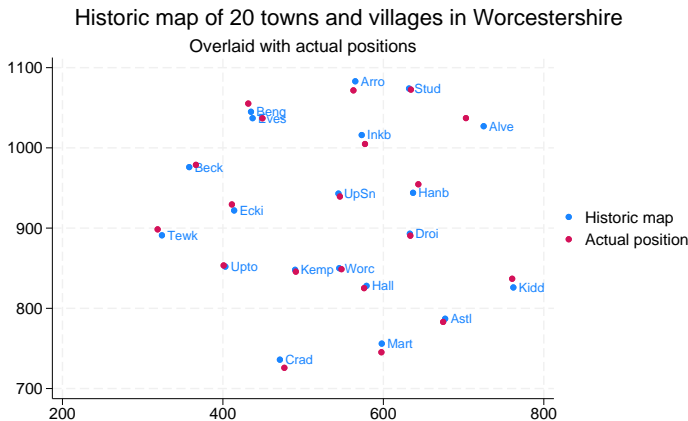 Historic map of 20 towns and villages in Worcestershire
Overlaid with actual positions
1100
1000
900
800
700
200
400
600
800
Arro
Stud
Beng
Eves
Alve
Inkb
Beck
UpSn
Hanb
Ecki
Tewk
Droi
Upto
Kemp
Worc
Hall
Kidd
Astl
Mart
Crad
Historic map
Actual position